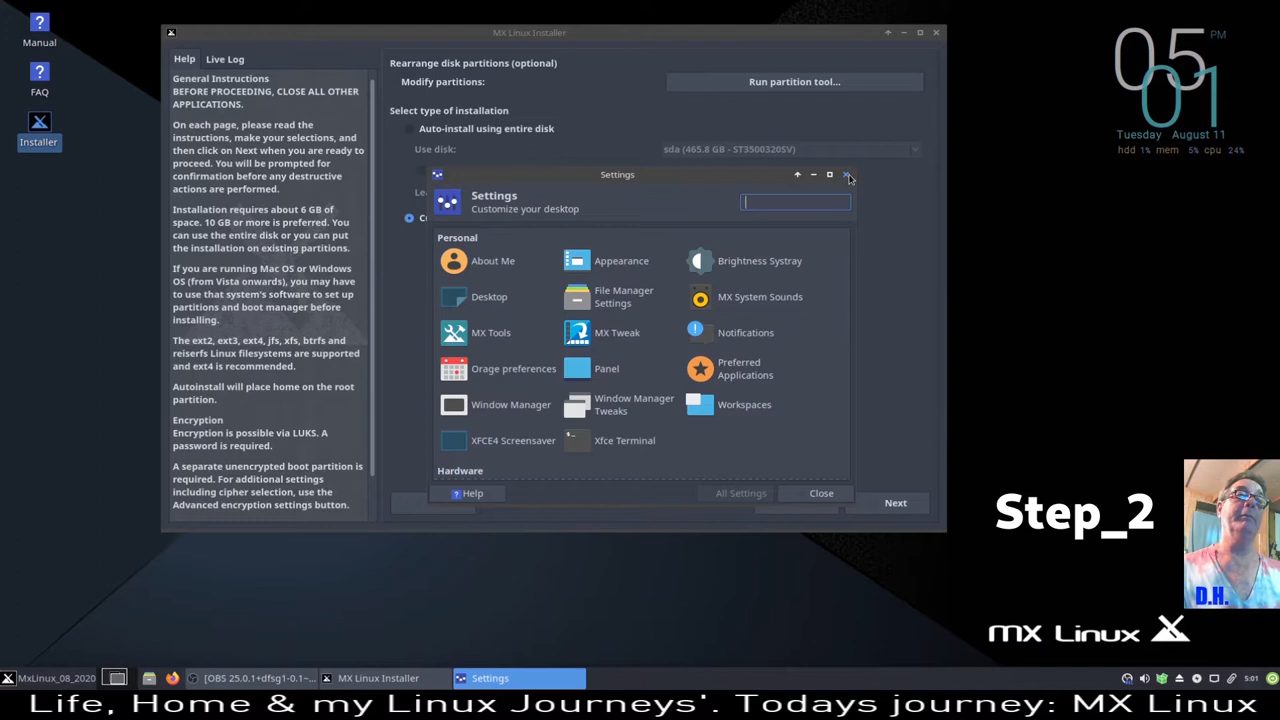 Manual
FAQ
Installer
MX Linux Installer
Help
Live Log
General Instructions
BEFORE PROCEEDING, CLOSE ALL OTHER
APPLICATIONS.
On each page, please read the
instructions, make your selections, and
then click on Next when you are ready to
proceed. You will be prompted for
confirmation before any destructive
actions are performed.
Installation requires about 6 GB of
space. 10 GB or more is preferred. You
can use the entire disk or you can put
the installation on existing partitions.
If you are running Mac OS or Windows
OS (from Vista onwards), you may
have to use that system's software to set up
partitions and boot manager before
installing.
The ext2, ext3, ext4, jfs, xfs, btrfs and
reiserfs Linux filesystems are supported
and ext4 is recommended.
Autoinstall will place home on the root
partition.
Encryption
Encryption is possible via LUKS. A
password is required.
A separate unencrypted boot partition is
required. For additional settings
including cipher selection, use the
Advanced encryption settings button.
Rearrange disk partitions (optional)
Modify partitions:
Run partition tool...
Select type of installation
Auto-install using entire disk
Use disk:
sda (465.8 GB - ST3500320SV)
Settings
Settings
Customize your desktop
Personal
About Me
Appearance
Brightness Systray
Desktop
File Manager
Settings
MX System Sounds
MX Tools
MX Tweak
Notifications
Orage preferences
Panel
Preferred
Applications
Window Manager
Window Manager
Tweaks
Workspaces
XFCE4 Screensaver
Xfce Terminal
Hardware
Help
All Settings
Close
Next
05 PM
01
Tuesday August 11
hdd 1% mem 5% cpu 24%
Step_2
D.H.
MX Linux
MxLinux_08_2020
[OBS 25.0.1+dfsg1-0.1~...
MX Linux Installer
Settings
5:01
Life, Home & my Linux Journeys'. Todays journey: MX Linux